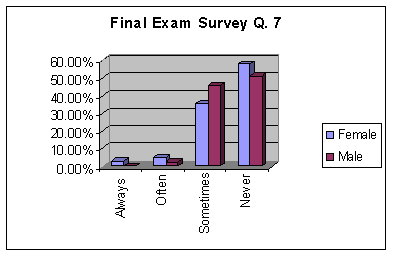 Final Exam Survey Q. 7
60.00%
50.00%
40.00%
30.00%
20.00%
10.00%
0.00%
Always
Often
Sometimes
Never
Female
Male